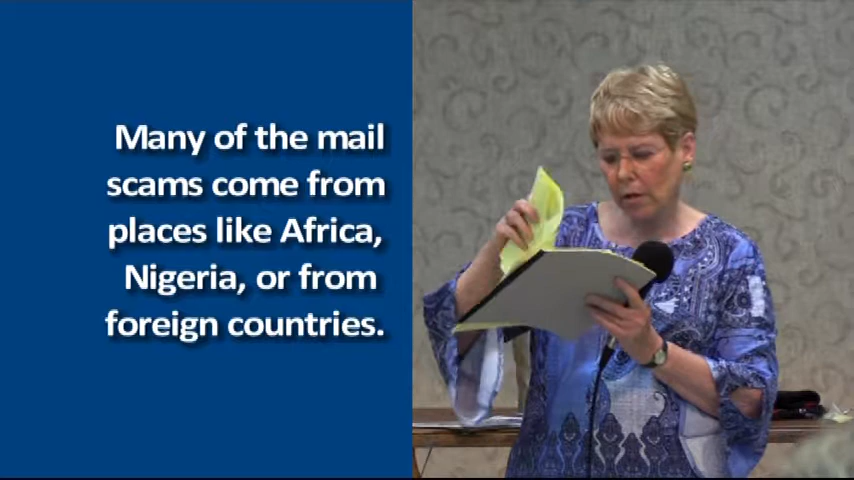 Many of the mail
scams come from
places like Africa,
Nigeria, or from
foreign countries.